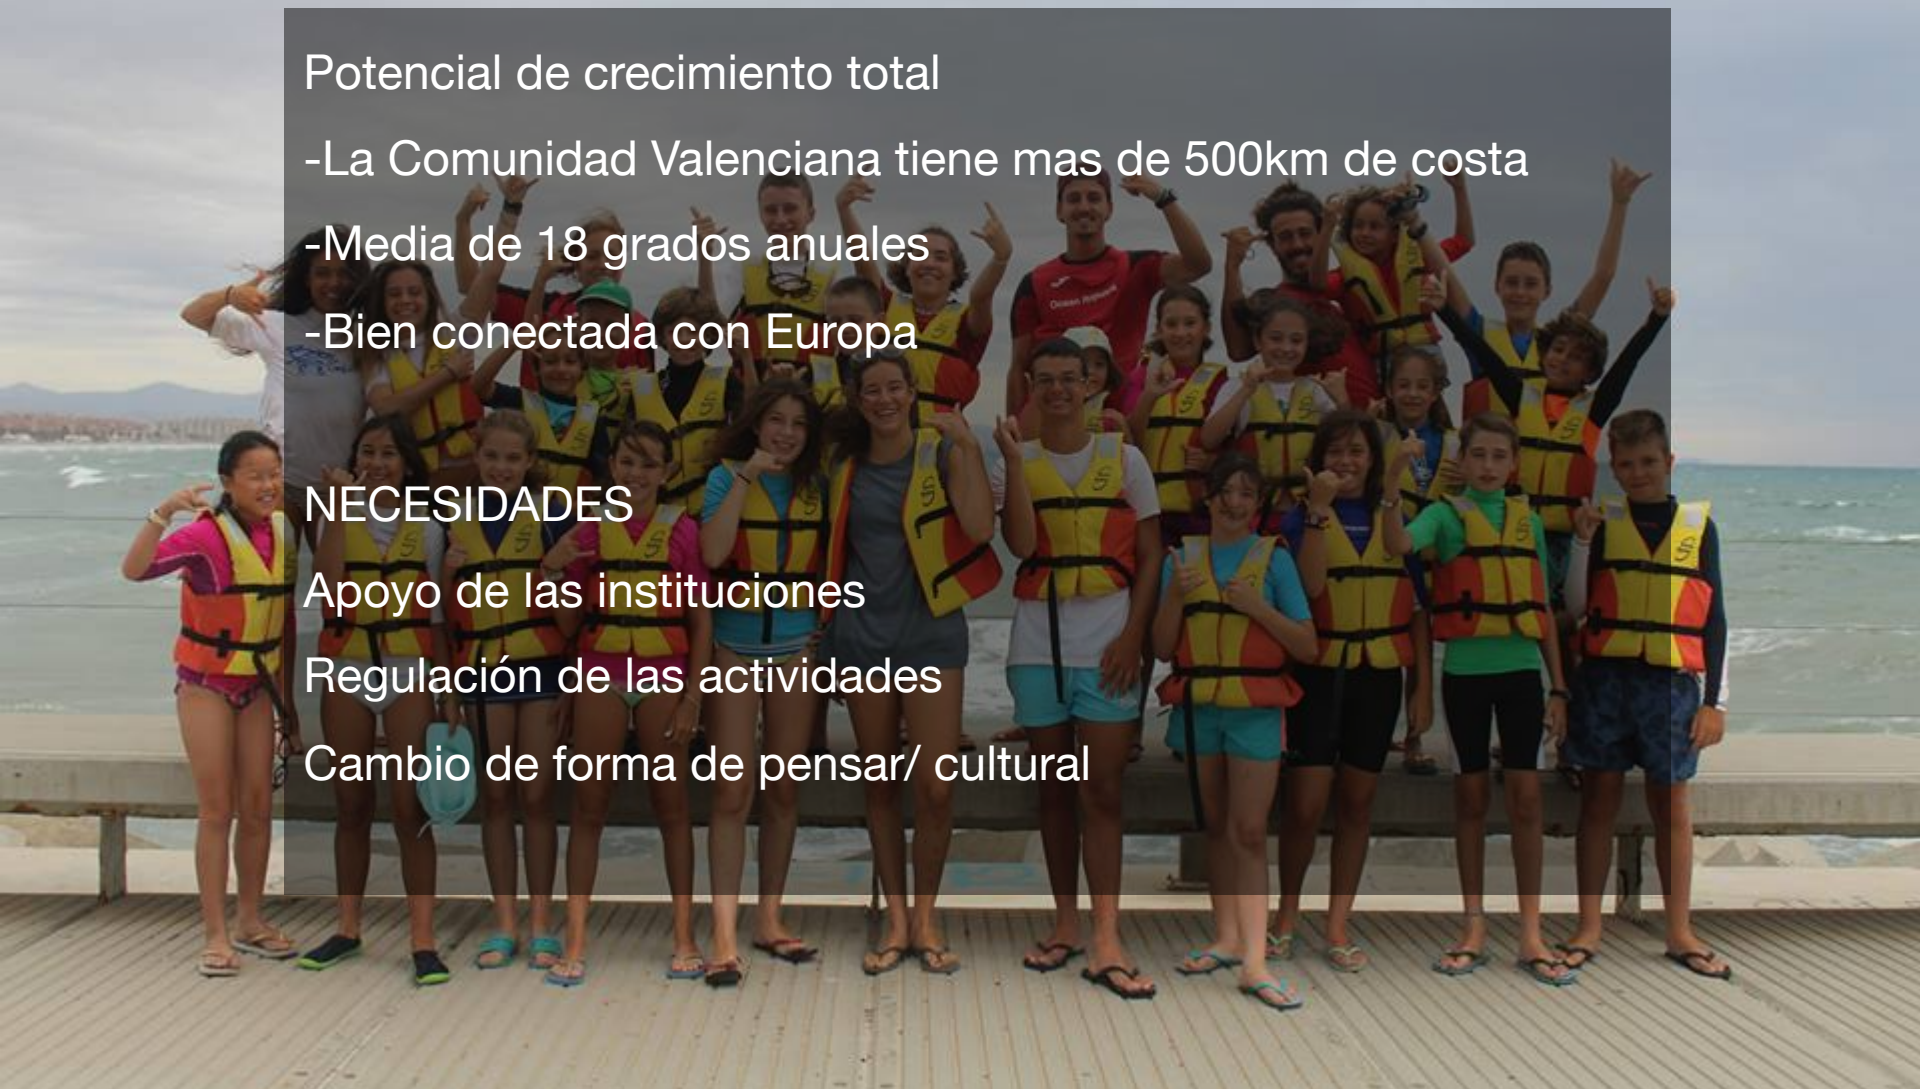 Potencial de crecimiento total
-La Comunidad Valenciana tiene mas de 500km de costa
-Media de 18 grados anuales
-Bien conectada con Europa
NECESIDADES
Apoyo de las instituciones
Regulación de las actividades
Cambio de forma de pensar/ cultural